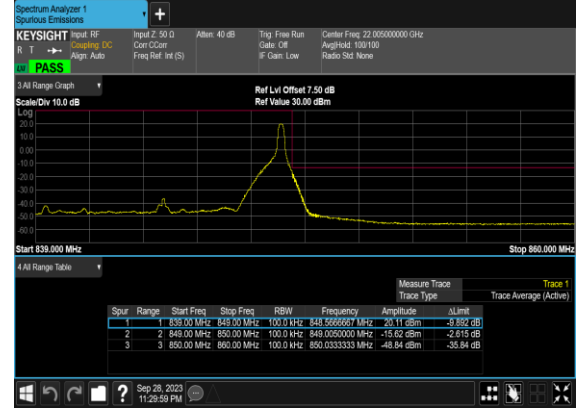 Spectrum Analyzer 1
Spurious Emissions
KEYSIGHT Input: RF Input Z: 50 Ω Atten: 40 dB Trig: Free Run Center Freq: 22.005000000 GHz
R T Coupling: DC Corr CCorr Gate: Off Avg|Hold: 100/100
Align: Auto Freq Ref: Int (S) IF Gain: Low Radio Std: None
LXI PASS
3 All Range Graph
Ref Lvl Offset 7.50 dB
Scale/Div 10.0 dB Ref Value 30.00 dBm
Log
20.0
10.0
0.00
-10.0
-20.0
-30.0
-40.0
-50.0
-60.0
Start 839.000 MHz Stop 860.000 MHz
4 All Range Table
Measure Trace Trace 1
Trace Type Trace Average (Active)
Spur Range Start Freq Stop Freq RBW Frequency Amplitude ΔLimit
1 1 839.00 MHz 849.00 MHz 100.0 kHz 848.5666667 MHz 20.11 dBm -9.892 dB
2 2 849.00 MHz 850.00 MHz 100.0 kHz 849.0050000 MHz -15.62 dBm -2.615 dB
3 3 850.00 MHz 860.00 MHz 100.0 kHz 850.0333333 MHz -48.84 dBm -35.84 dB
? Sep 28, 2023
11:29:59 PM